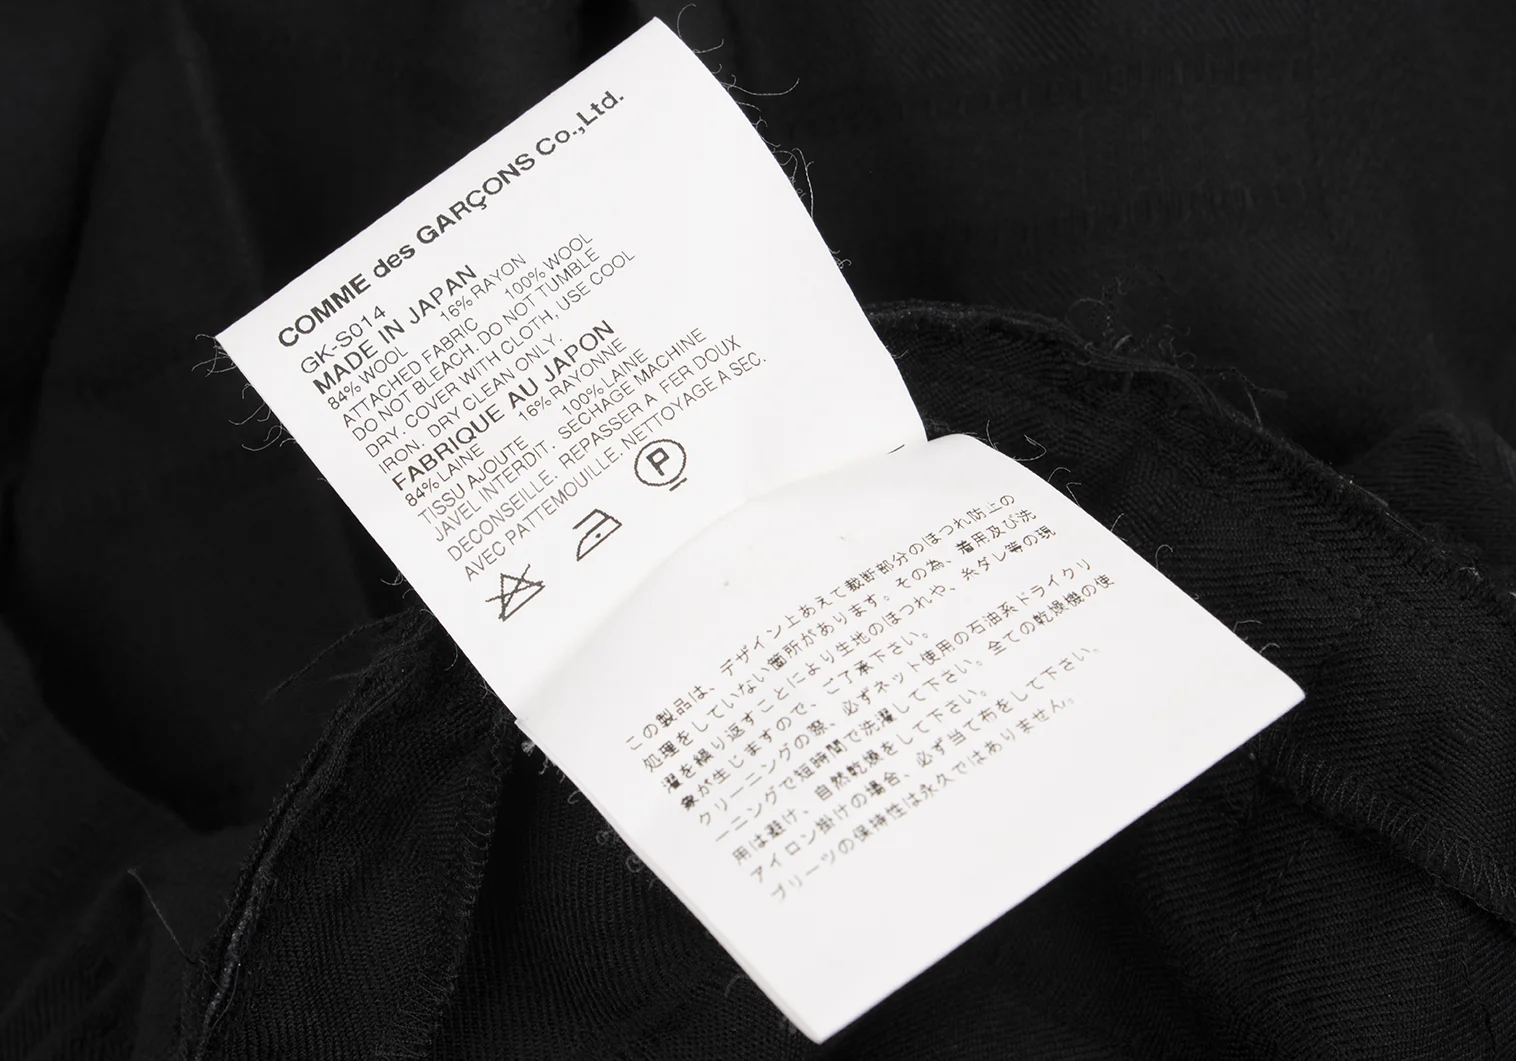 COMME des GARÇONS Co.,Ltd.
GK-S014
MADE IN JAPAN
84% WOOL 16% RAYON
ATTACHED FABRIC 100% WOOL
DO NOT BLEACH. DO NOT TUMBLE
DRY. COVER WITH CLOTH, USE COOL
IRON. DRY CLEAN ONLY.
FABRIQUE AU JAPON
84% LAINE 16% RAYONNE
TISSU AJOUTE 100% LAINE
JAVEL INTERDIT. SECHAGE MACHINE
DECONSEILLE. REPASSER A FER DOUX
AVEC PATTEMOUILLE. NETTOYAGE A SEC.
P
この製品は、デザイン上あえて裁断部分のほつれ防止の
処理をしていない箇所があります。その為、着用及び洗
濯を繰り返すことにより生地のほつれや、糸ダレ等の現
象が生じますので、ご了承下さい。
クリーニングの際、必ずネット使用の石油系ドライクリ
ーニングで短時間で洗濯して下さい。全ての乾燥機の使
用は避け、自然乾燥をして下さい。
アイロン掛けの場合、必ず当て布をして下さい。
プリーツの保持性は永久ではありません。